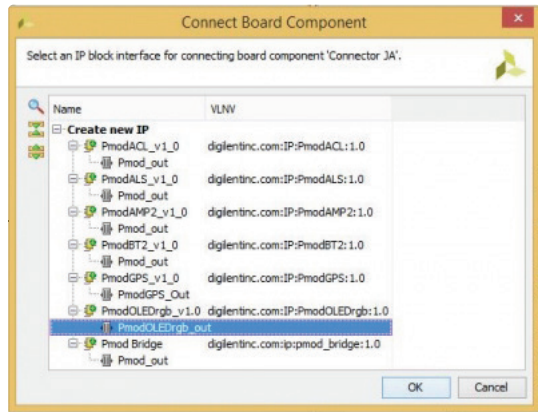 Connect Board Component
Select an IP block interface for connecting board component 'Connector JA'.
Name VLNV
Create new IP
PmodACL_v1_0 digilentinc.com:IP:PmodACL:1.0
Pmod_out
PmodALS_v1_0 digilentinc.com:IP:PmodALS:1.0
Pmod_out
PmodAMP2_v1_0 digilentinc.com:IP:PmodAMP2:1.0
Pmod_out
PmodBT2_v1_0 digilentinc.com:IP:PmodBT2:1.0
Pmod_out
PmodGPS_v1_0 digilentinc.com:IP:PmodGPS:1.0
PmodGPS_Out
PmodOLEDrgb_v1.0 digilentinc.com:IP:PmodOLEDrgb:1.0
PmodOLEDrgb_out
Pmod Bridge digilentinc.com:ip:pmod_bridge:1.0
Pmod_out
OK Cancel